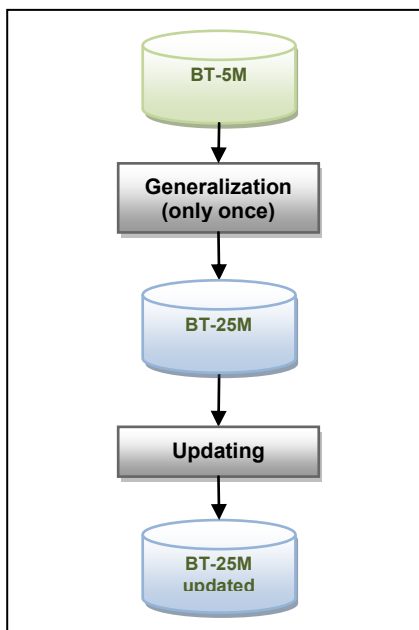 BT-5M
Generalization
(only once)
BT-25M
Updating
BT-25M
updated